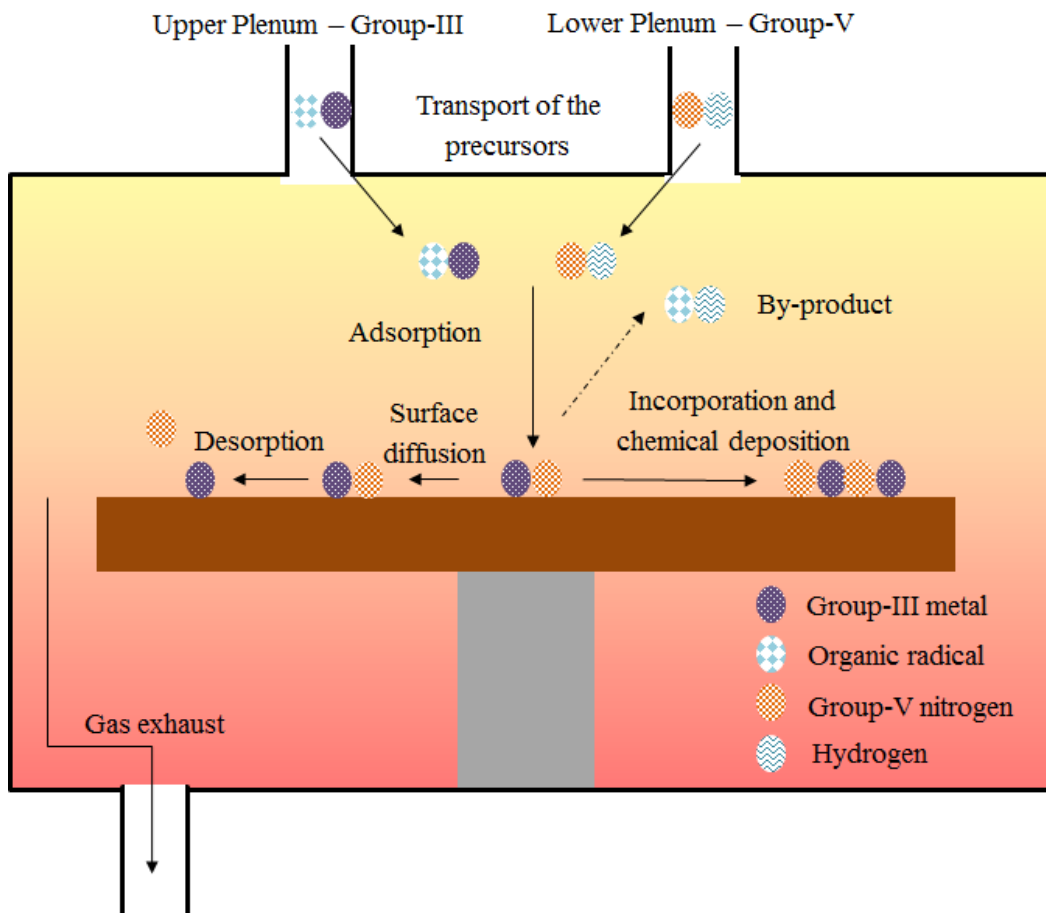 Upper Plenum – Group-III
Lower Plenum – Group-V
Transport of the
precursors
By-product
Adsorption
Incorporation and
chemical deposition
Surface
diffusion
Desorption
Group-III metal
Organic radical
Group-V nitrogen
Hydrogen
Gas exhaust